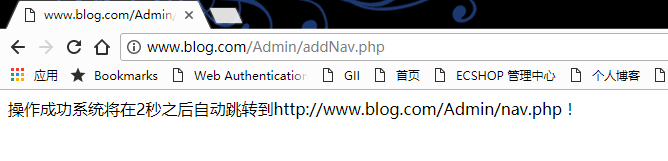 www.blog.com/Admin/
www.blog.com/Admin/addNav.php
应用 Bookmarks Web Authentication GII 首页 ECSHOP 管理中心 个人博客
操作成功系统将在2秒之后自动跳转到http://www.blog.com/Admin/nav.php！